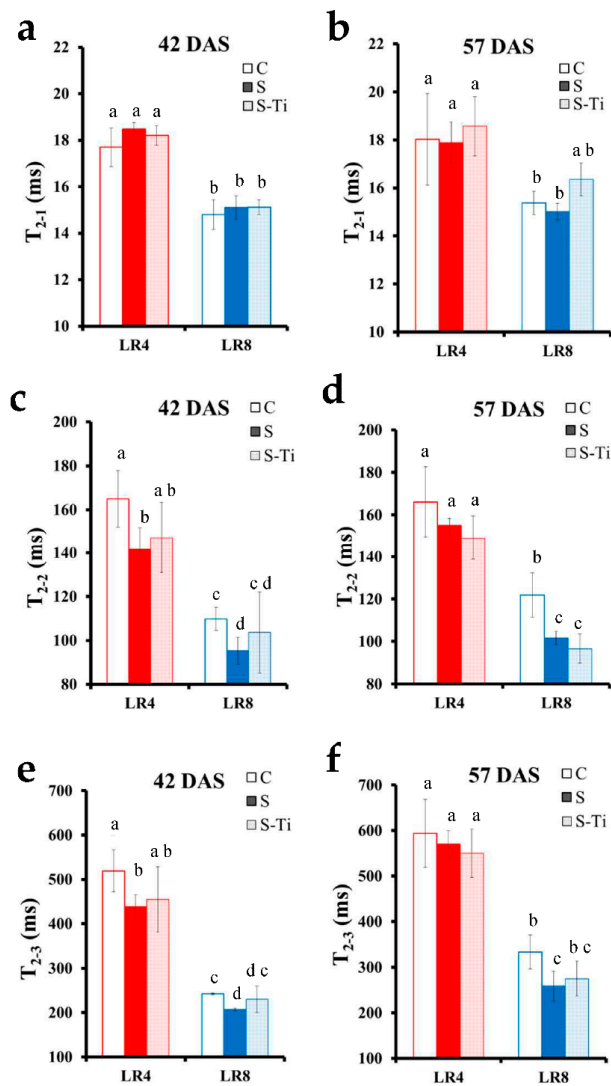 a
42 DAS
C
S
S-Ti
22
20
18
16
14
12
10
T2-1 (ms)
a a a
b b b
LR4 LR8
b
57 DAS
C
S
S-Ti
22
20
18
16
14
12
10
T2-1 (ms)
a a a
b b a b
LR4 LR8
c
42 DAS
C
S
S-Ti
200
180
160
140
120
100
80
T2-2 (ms)
a b a b
c d c d
LR4 LR8
d
57 DAS
C
S
S-Ti
200
180
160
140
120
100
80
T2-2 (ms)
a a a
b c c
LR4 LR8
e
42 DAS
C
S
S-Ti
700
600
500
400
300
200
100
T2-3 (ms)
a b a b
c d d c
LR4 LR8
f
57 DAS
C
S
S-Ti
700
600
500
400
300
200
100
T2-3 (ms)
a a a
b c b c
LR4 LR8